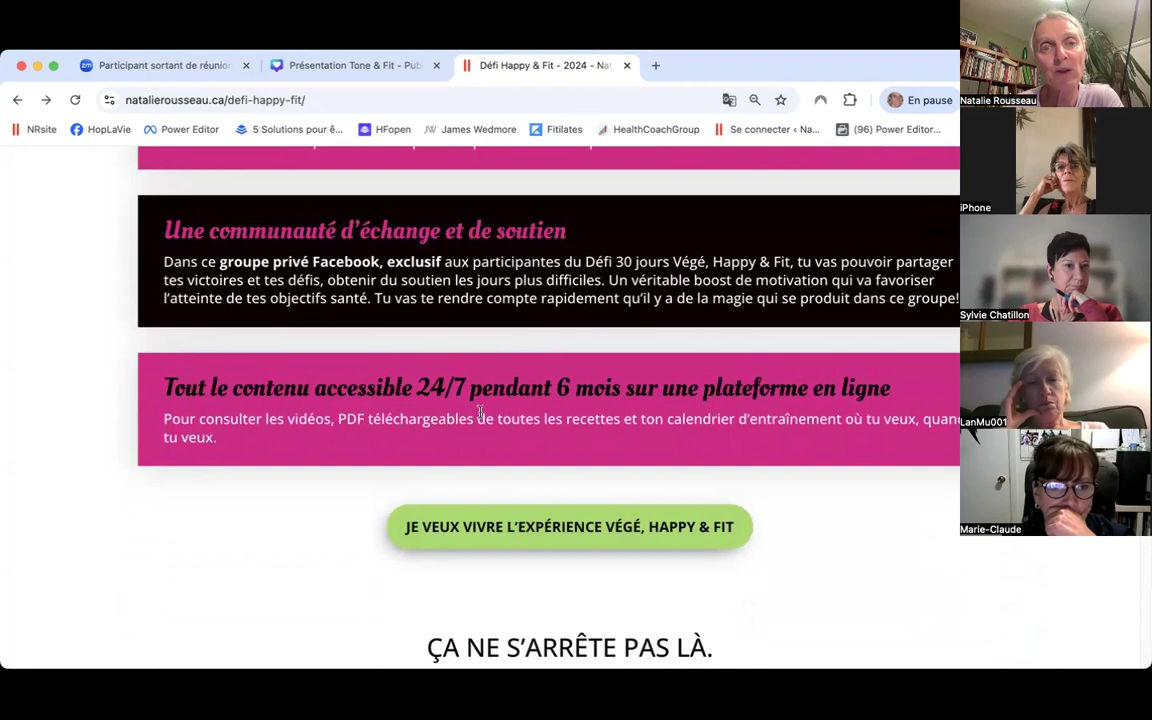 Participant sortant de réunio
Présentation Tone & Fit - Pub
Défi Happy & Fit - 2024 - Nat
natalierousseau.ca/defi-happy-fit/
En pause
NRsite
HopLaVie
Power Editor
5 Solutions pour ê...
HFopen
James Wedmore
Fitilates
HealthCoachGroup
Se connecter ‹ Na...
(96) Power Editor...
Une communauté d'échange et de soutien
Dans ce groupe privé Facebook, exclusif aux participantes du Défi 30 jours Végé, Happy & Fit, tu vas pouvoir partager
tes victoires et tes défis, obtenir du soutien les jours plus difficiles. Un véritable boost de motivation qui va favoriser
l'atteinte de tes objectifs santé. Tu vas te rendre compte rapidement qu'il y a de la magie qui se produit dans ce groupe!
Tout le contenu accessible 24/7 pendant 6 mois sur une plateforme en ligne
Pour consulter les vidéos, PDF téléchargeables de toutes les recettes et ton calendrier d'entraînement où tu veux, quan
tu veux.
JE VEUX VIVRE L'EXPÉRIENCE VÉGÉ, HAPPY & FIT
ÇA NE S'ARRÊTE PAS LÀ.
Natalie Rousseau
iPhone
Sylvie Chatillon
LanMu001
Marie-Claude